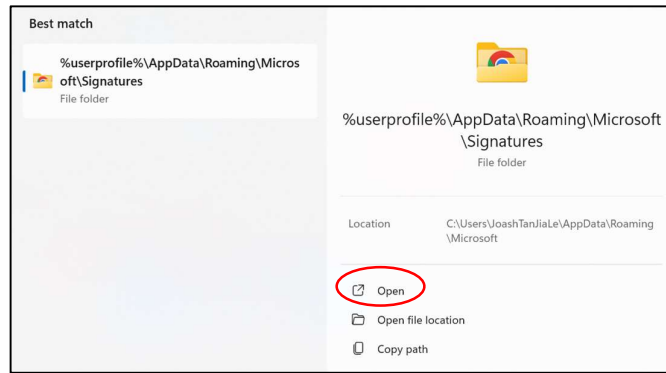 Best match
%userprofile%\AppData\Roaming\Micros
oft\Signatures
File folder
%userprofile%\AppData\Roaming\Microsoft
\Signatures
File folder
Location C:\Users\JoashTanJiaLe\AppData\Roaming
\Microsoft
Open
Open file location
Copy path